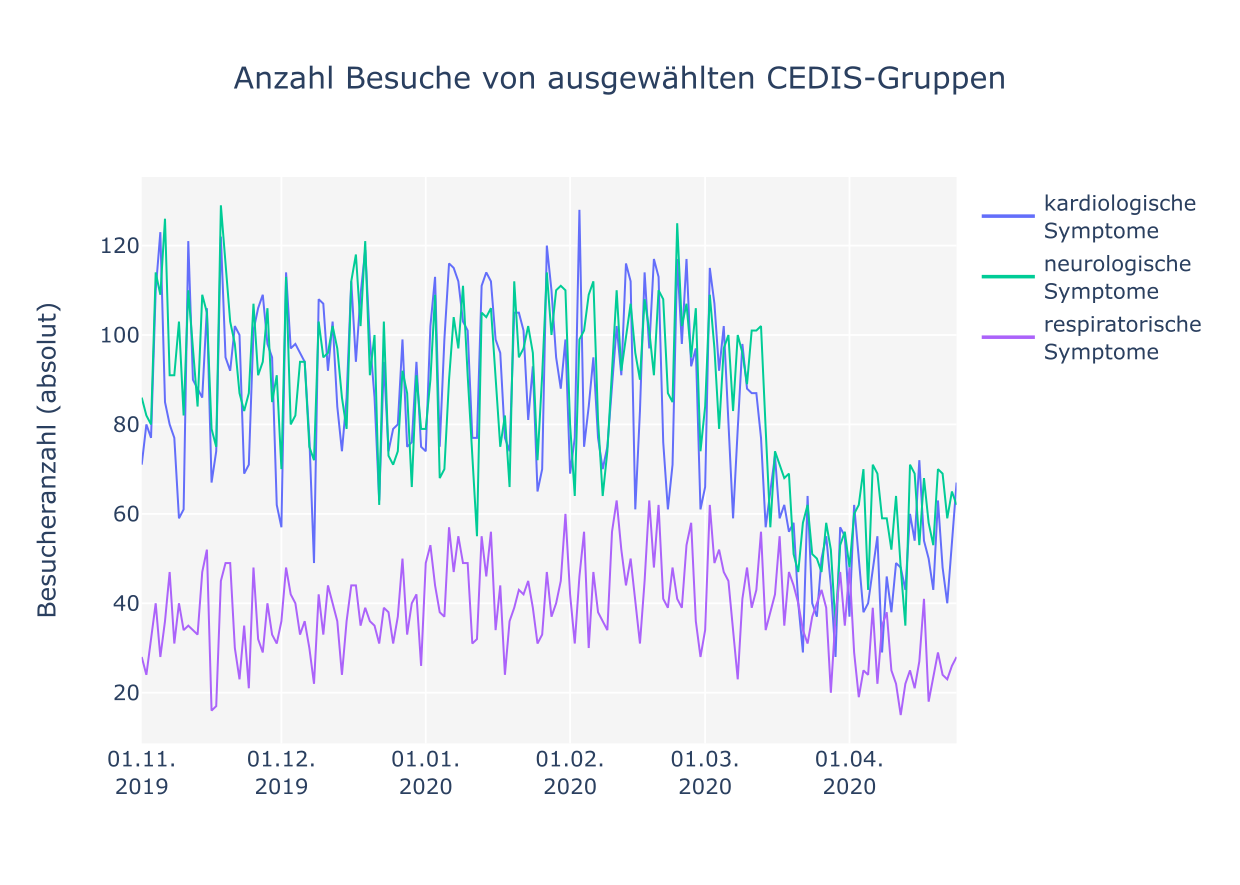 Anzahl Besuche von ausgewählten CEDIS-Gruppen
kardiologische
Symptome
neurologische
Symptome
respiratorische
Symptome
Besucheranzahl (absolut)
120
100
80
60
40
20
01.11. 01.12. 01.01. 01.02. 01.03. 01.04.
2019 2019 2020 2020 2020 2020